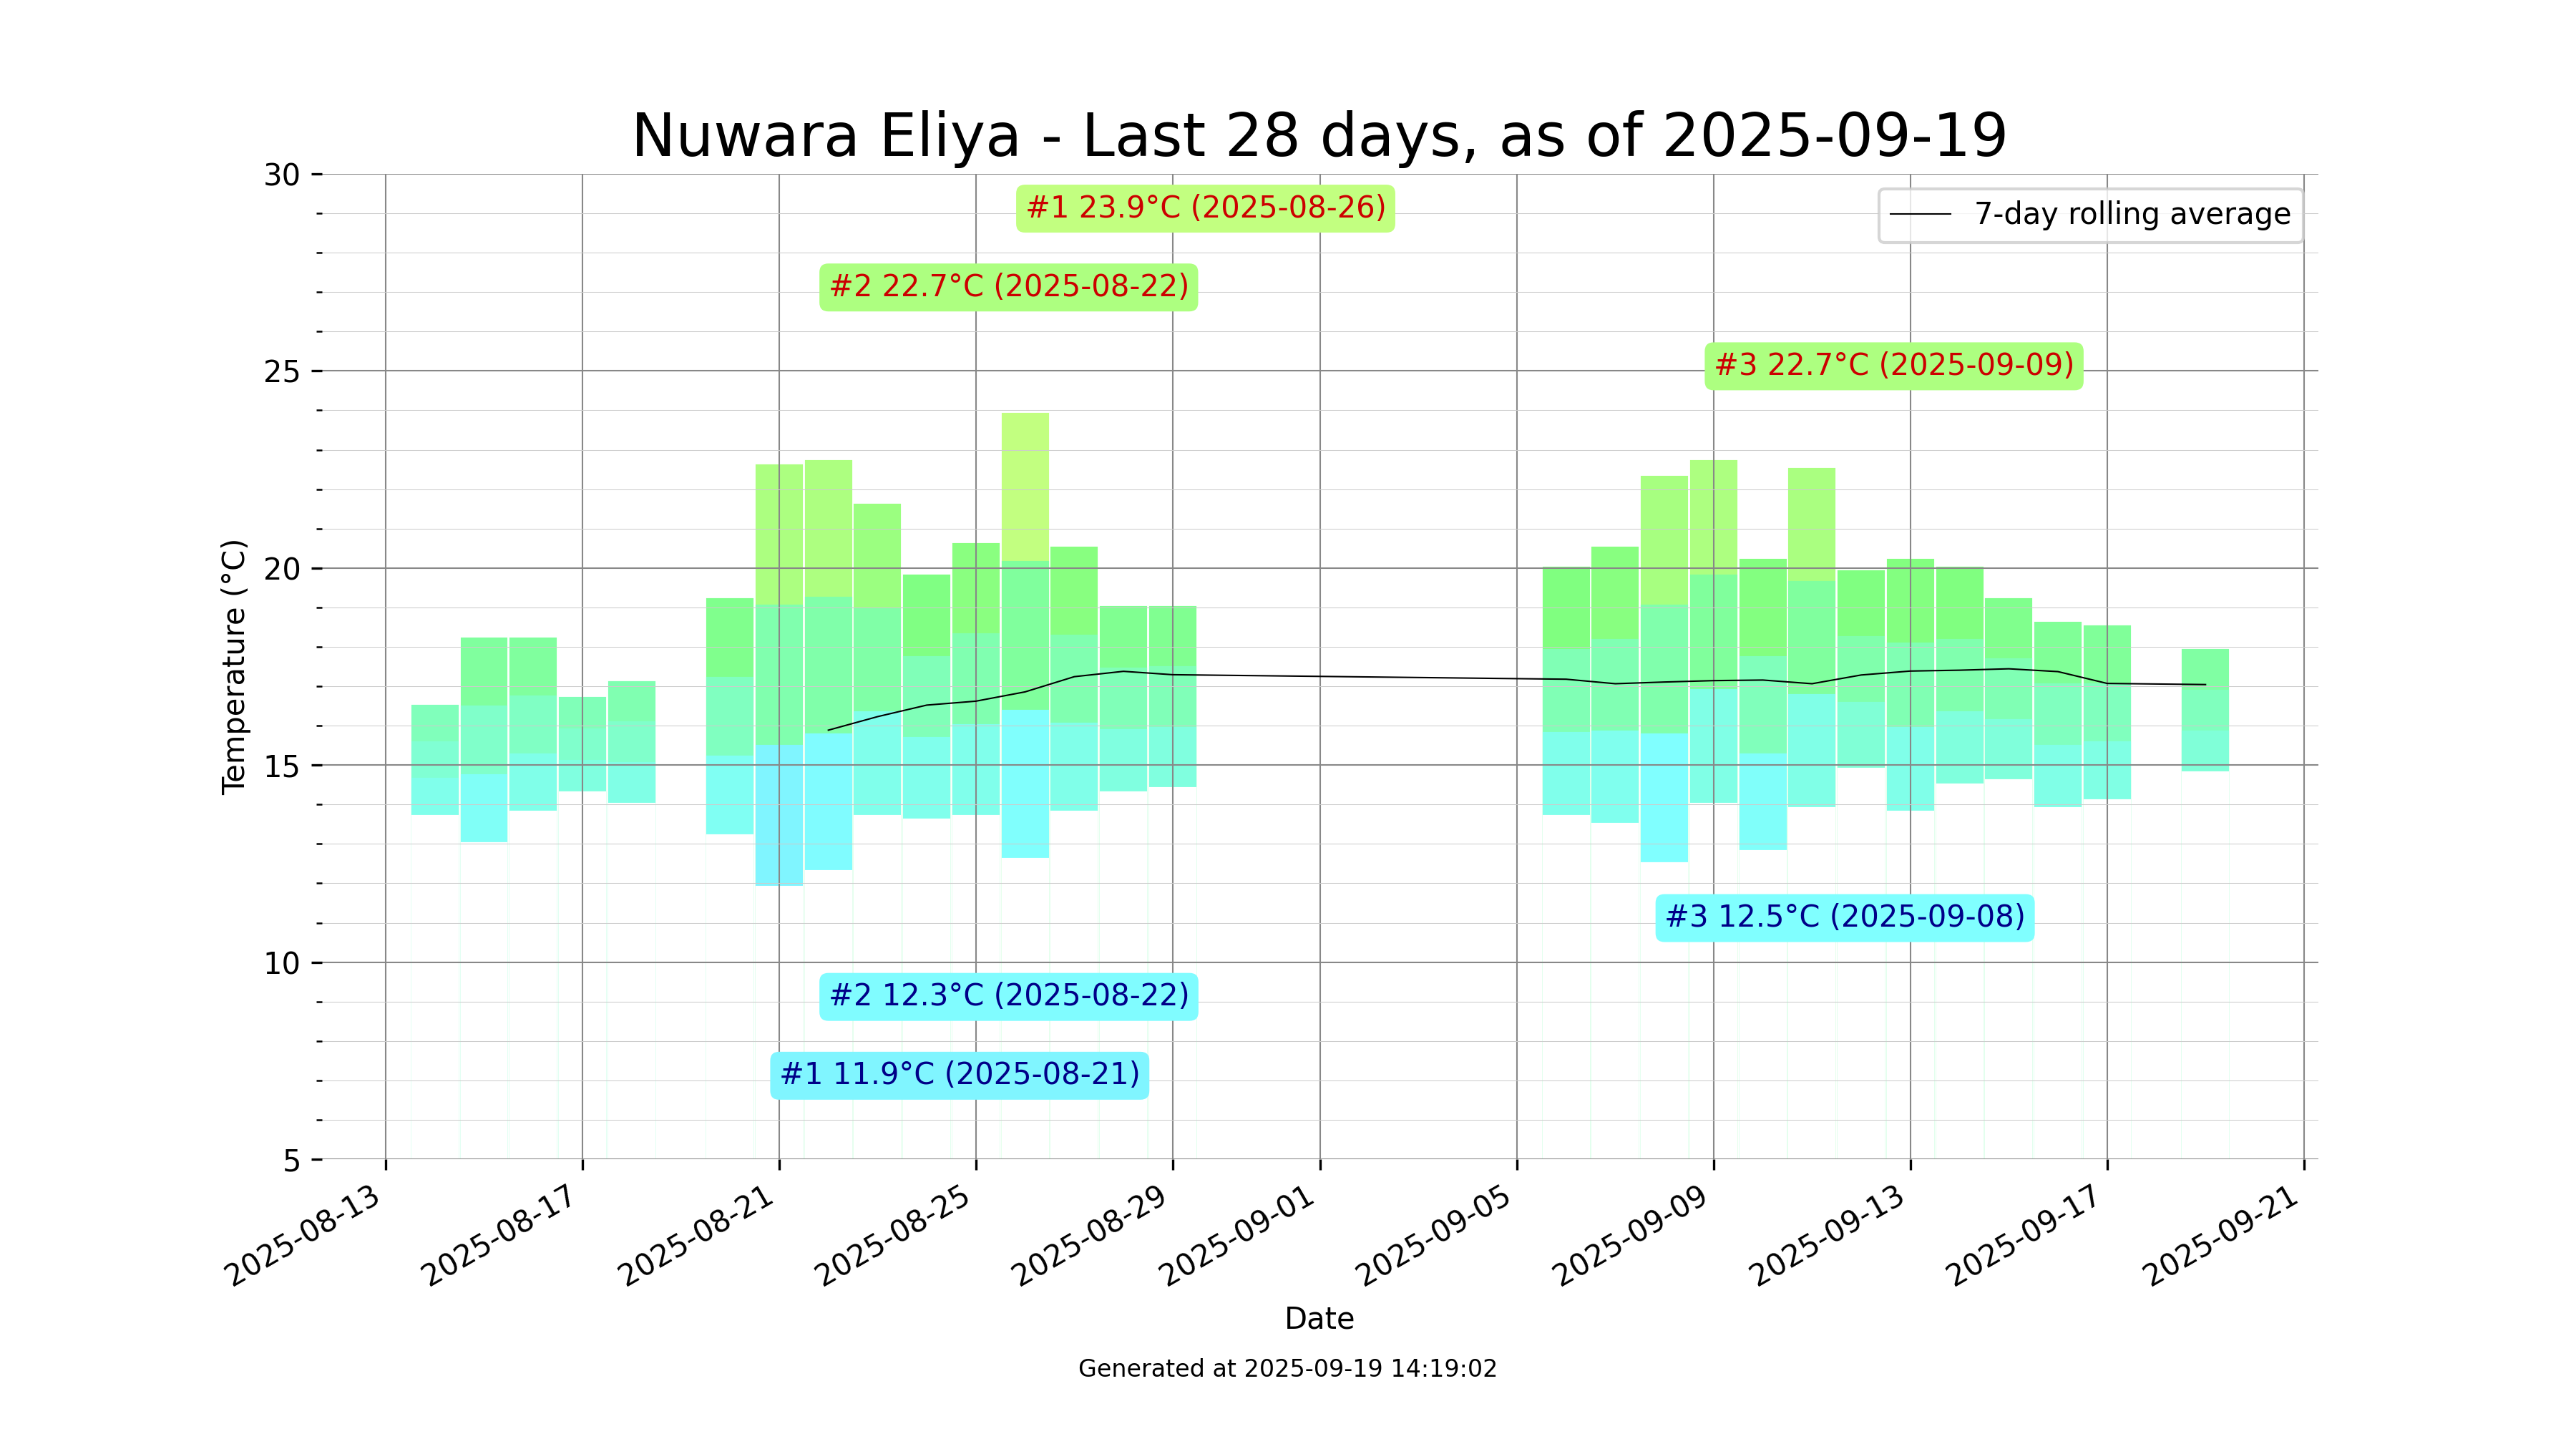 Nuwara Eliya - Last 28 days, as of 2025-09-19
30
25
20
15
10
5
Temperature (°C)
#1 23.9°C (2025-08-26)
7-day rolling average
#2 22.7°C (2025-08-22)
#3 22.7°C (2025-09-09)
#3 12.5°C (2025-09-08)
#2 12.3°C (2025-08-22)
#1 11.9°C (2025-08-21)
2025-08-13
2025-08-17
2025-08-21
2025-08-25
2025-08-29
2025-09-01
2025-09-05
2025-09-09
2025-09-13
2025-09-17
2025-09-21
Date
Generated at 2025-09-19 14:19:02